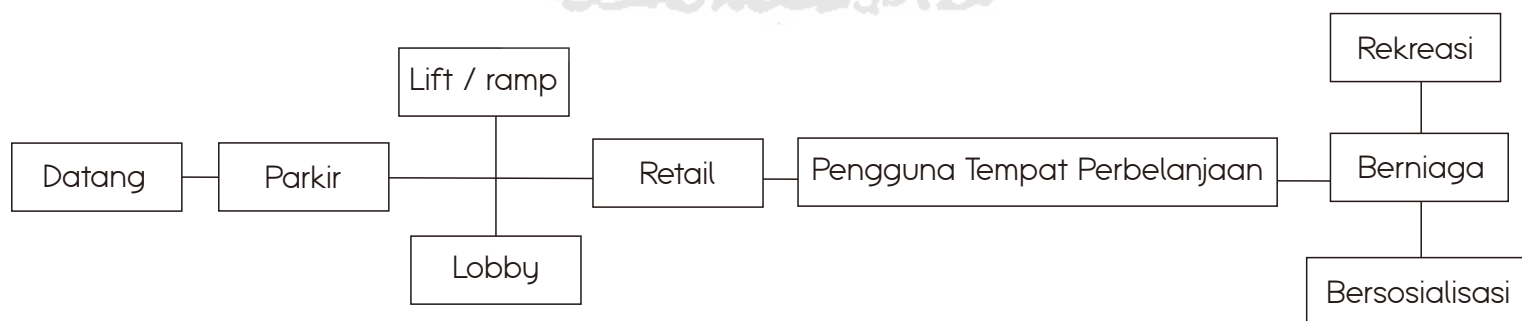 Rekreasi
Lift / ramp
Datang
Parkir
Retail
Pengguna Tempat Perbelanjaan
Berniaga
Lobby
Bersosialisasi